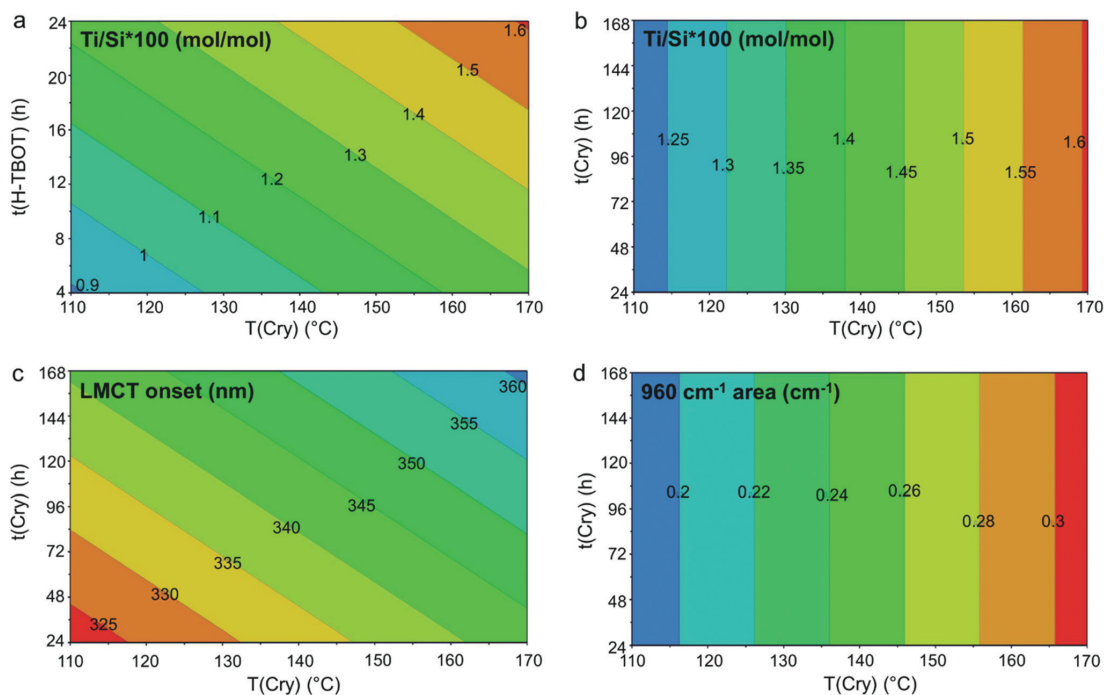 a
Ti/Si*100 (mol/mol)
24
20
16
12
8
4
t(H-TBOT) (h)
1.6
1.5
1.4
1.3
1.2
1.1
1
0.9
110 120 130 140 150 160 170
T(Cry) (°C)
b
Ti/Si*100 (mol/mol)
168
144
120
96
72
48
24
t(Cry) (h)
1.25 1.3 1.35 1.4 1.45 1.5 1.55 1.6
110 120 130 140 150 160 170
T(Cry) (°C)
c
LMCT onset (nm)
168
144
120
96
72
48
24
t(Cry) (h)
360
355
350
345
340
335
330
325
110 120 130 140 150 160 170
T(Cry) (°C)
d
960 cm⁻¹ area (cm⁻¹)
168
144
120
96
72
48
24
t(Cry) (h)
0.2 0.22 0.24 0.26 0.28 0.3
110 120 130 140 150 160 170
T(Cry) (°C)